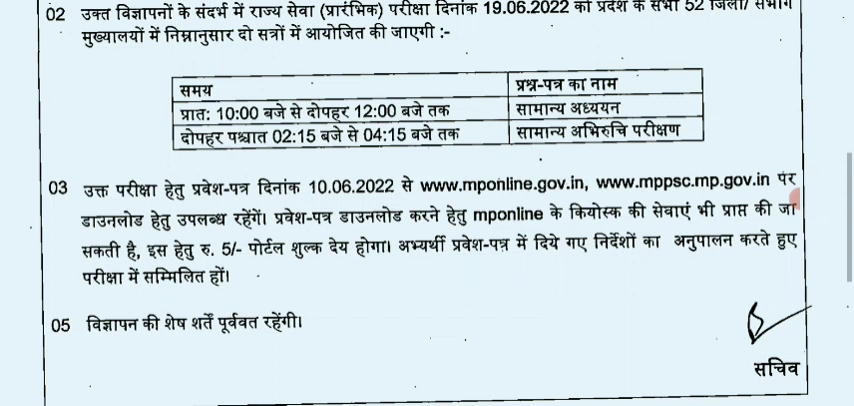 02 उक्त विज्ञापनों के संदर्भ में राज्य सेवा (प्रारंभिक) परीक्षा दिनांक 19.06.2022 को प्रदेश के सभी 52 जिला/ संभाग
मुख्यालयों में निम्नानुसार दो सत्रों में आयोजित की जाएगी :-
समय प्रश्न-पत्र का नाम
प्रात: 10:00 बजे से दोपहर 12:00 बजे तक सामान्य अध्ययन
दोपहर पश्चात 02:15 बजे से 04:15 बजे तक सामान्य अभिरुचि परीक्षण
03 उक्त परीक्षा हेतु प्रवेश-पत्र दिनांक 10.06.2022 से www.mponline.gov.in, www.mppsc.mp.gov.in पर
डाउनलोड हेतु उपलब्ध रहेंगें। प्रवेश-पत्र डाउनलोड करने हेतु mponline के कियोस्क की सेवाएं भी प्राप्त की जा
सकती है, इस हेतु रु. 5/- पोर्टल शुल्क देय होगा। अभ्यर्थी प्रवेश-पत्र में दिये गए निर्देशों का अनुपालन करते हुए
परीक्षा में सम्मिलित हों।
05 विज्ञापन की शेष शर्तें पूर्ववत रहेंगी।
सचिव